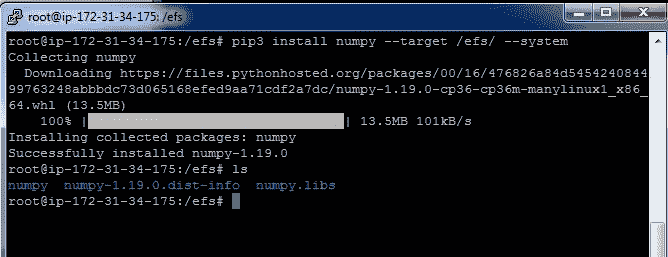 root@ip-172-31-34-175: /efs
root@ip-172-31-34-175:/efs# pip3 install numpy --target /efs/ --system
Collecting numpy
Downloading https://files.pythonhosted.org/packages/00/16/476826a84d5454240844
99763248abbbdc73d065168efed9aa71cdf2a7dc/numpy-1.19.0-cp36-cp36m-manylinux1_x86_
64.whl (13.5MB)
100% | | 13.5MB 101kB/s
Installing collected packages: numpy
Successfully installed numpy-1.19.0
root@ip-172-31-34-175:/efs# ls
numpy numpy-1.19.0.dist-info numpy.libs
root@ip-172-31-34-175:/efs#